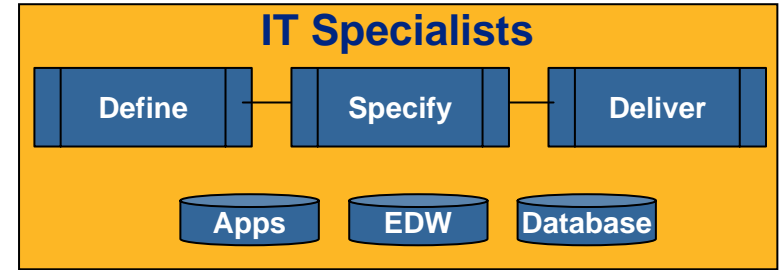 IT Specialists
Define Specify Deliver
Apps EDW Database